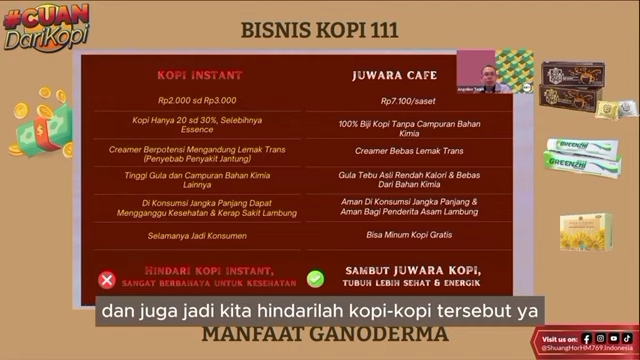 #CUAN
DariKopi
BISNIS KOPI 111
KOPI INSTANT
JUWARA CAFE
Rp2.000 sd Rp3.000
Rp7.100/saset
Kopi Hanya 20 sd 30%, Selebihnya
Essence
100% Biji Kopi Tanpa Campuran Bahan
Kimia
Creamer Berpotensi Mengandung Lemak Trans
(Penyebab Penyakit Jantung)
Creamer Bebas Lemak Trans
Tinggi Gula dan Campuran Bahan Kimia
Lainnya
Gula Tebu Asli Rendah Kalori & Bebas
Dari Bahan Kimia
Di Konsumsi Jangka Panjang Dapat
Mengganggu Kesehatan & Kerap Sakit Lambung
Aman Di Konsumsi Jangka Panjang &
Aman Bagi Penderita Asam Lambung
Selamanya Jadi Konsumen
Bisa Minum Kopi Gratis
HINDARI KOPI INSTANT,
SANGAT BERBAHAYA UNTUK KESEHATAN
SAMBUT JUWARA KOPI,
TUBUH LEBIH SEHAT & ENERGIK
GREENZHI
GREENZHI
dan juga jadi kita hindarilah kopi-kopi tersebut ya
MANFAAT GANODERMA
Visit us on:
@ShuangHorHM769.Indonesia